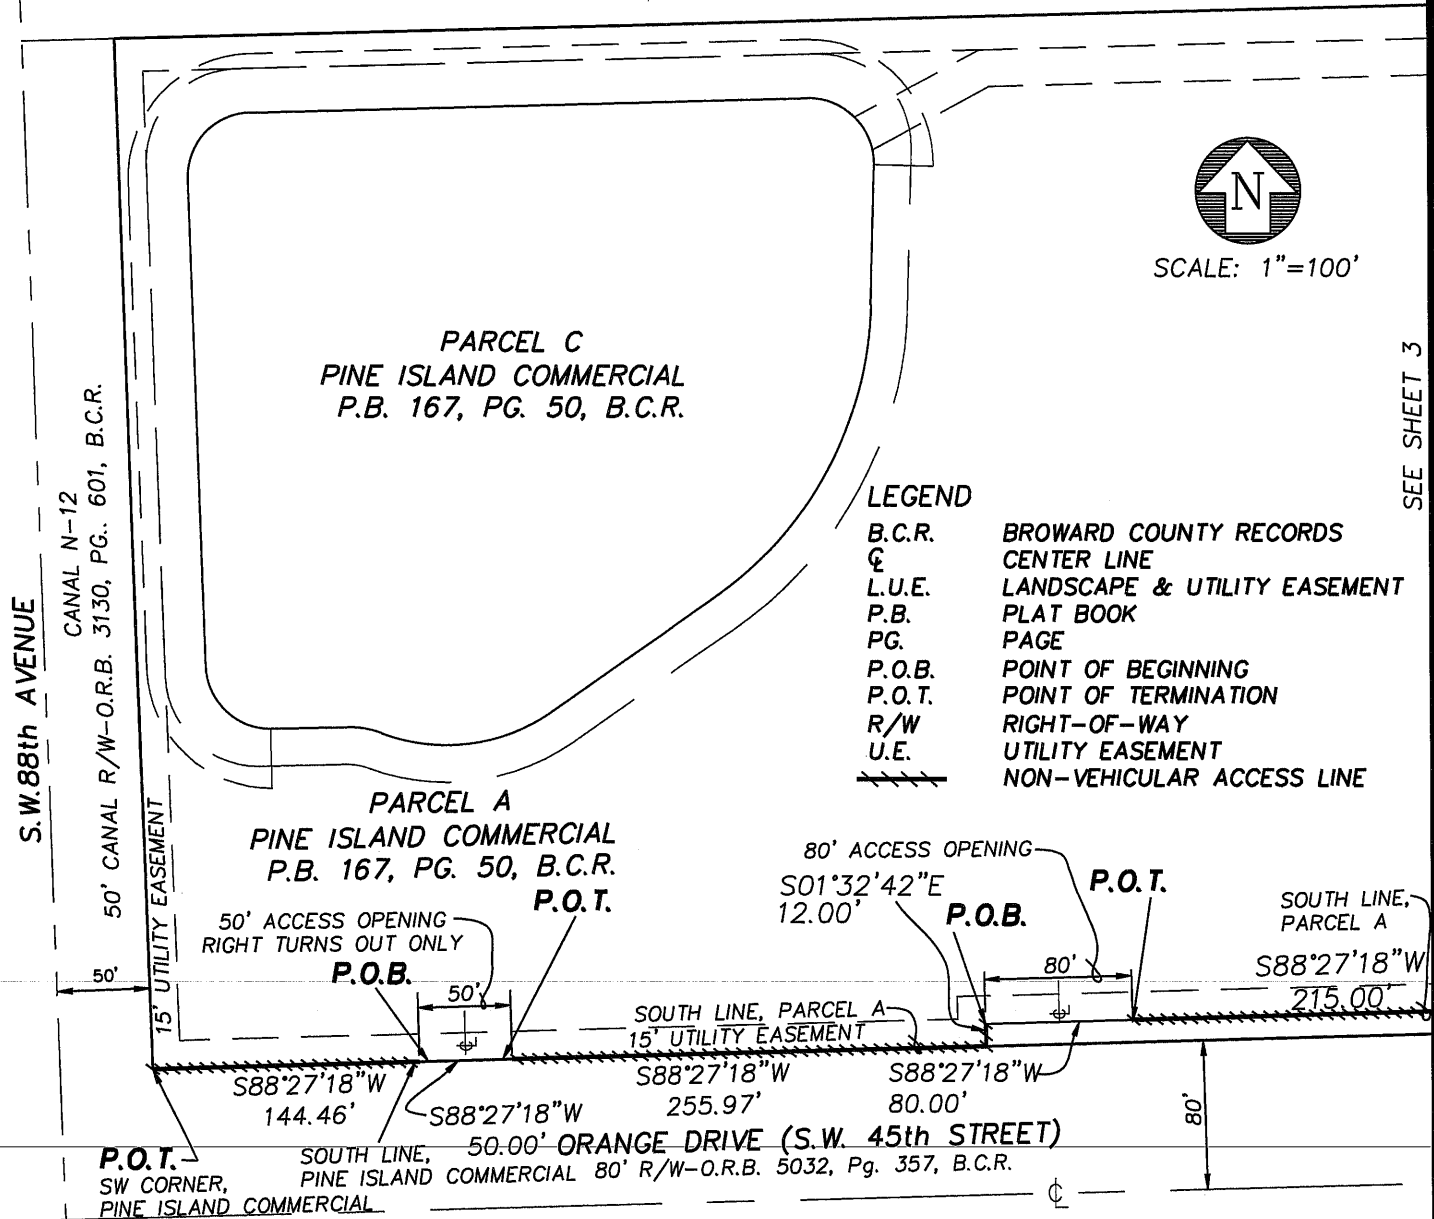 N
SCALE: 1"=100'
PARCEL C
PINE ISLAND COMMERCIAL
P.B. 167, PG. 50, B.C.R.
SEE SHEET 3
S.W.88th AVENUE
CANAL N-12
50' CANAL R/W-O.R.B. 3130, PG.. 601, B.C.R.
LEGEND
B.C.R. BROWARD COUNTY RECORDS
℄ CENTER LINE
L.U.E. LANDSCAPE & UTILITY EASEMENT
P.B. PLAT BOOK
PG. PAGE
P.O.B. POINT OF BEGINNING
P.O.T. POINT OF TERMINATION
R/W RIGHT-OF-WAY
U.E. UTILITY EASEMENT
NON-VEHICULAR ACCESS LINE
PARCEL A
PINE ISLAND COMMERCIAL
P.B. 167, PG. 50, B.C.R.
15' UTILITY EASEMENT
50' ACCESS OPENING
RIGHT TURNS OUT ONLY
P.O.B.
P.O.T.
50'
50'
80' ACCESS OPENING
S01°32'42"E
12.00'
P.O.B.
P.O.T.
80'
SOUTH LINE,
PARCEL A
S88°27'18"W
215.00'
SOUTH LINE, PARCEL A
15' UTILITY EASEMENT
S88°27'18"W
144.46'
S88°27'18"W
50.00'
S88°27'18"W
255.97'
S88°27'18"W
80.00'
80'
ORANGE DRIVE (S.W. 45th STREET)
80' R/W-O.R.B. 5032, Pg. 357, B.C.R.
SOUTH LINE,
PINE ISLAND COMMERCIAL
P.O.T.
SW CORNER,
PINE ISLAND COMMERCIAL
℄